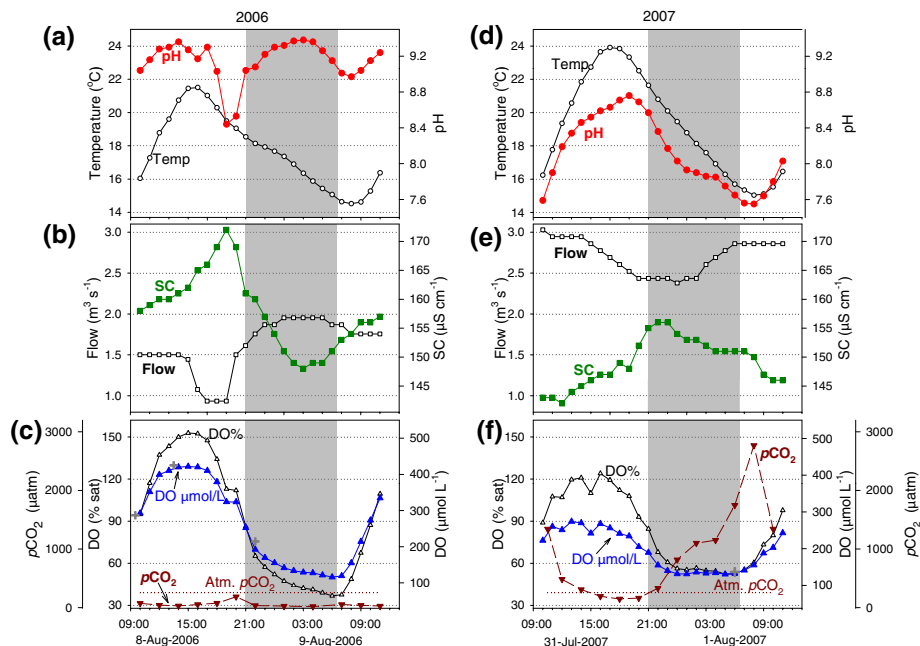 2006
2007
(a)
24
22
20
18
16
14
Temperature (°C)
pH
Temp
9.2
8.8
8.4
8.0
7.6
pH
(d)
24
22
20
18
16
14
Temperature (°C)
Temp
pH
9.2
8.8
8.4
8.0
7.6
pH
(b)
3.0
2.5
2.0
1.5
1.0
Flow (m³ s⁻¹)
SC
Flow
170
165
160
155
150
145
SC (µS cm⁻¹)
(e)
3.0
2.5
2.0
1.5
1.0
Flow (m³ s⁻¹)
Flow
SC
170
165
160
155
150
145
SC (µS cm⁻¹)
(c)
3000
2000
1000
0
pCO₂ (µatm)
150
120
90
60
30
DO (% sat)
DO%
DO µmol/L
pCO₂
Atm. pCO₂
500
400
300
200
100
DO (µmol L⁻¹)
09:00
15:00
21:00
03:00
09:00
8-Aug-2006
9-Aug-2006
(f)
150
120
90
60
30
DO (% sat)
DO%
DO µmol/L
pCO₂
Atm. pCO₂
500
400
300
200
100
DO (µmol L⁻¹)
3000
2000
1000
0
pCO₂ (µatm)
09:00
15:00
21:00
03:00
09:00
31-Jul-2007
1-Aug-2007